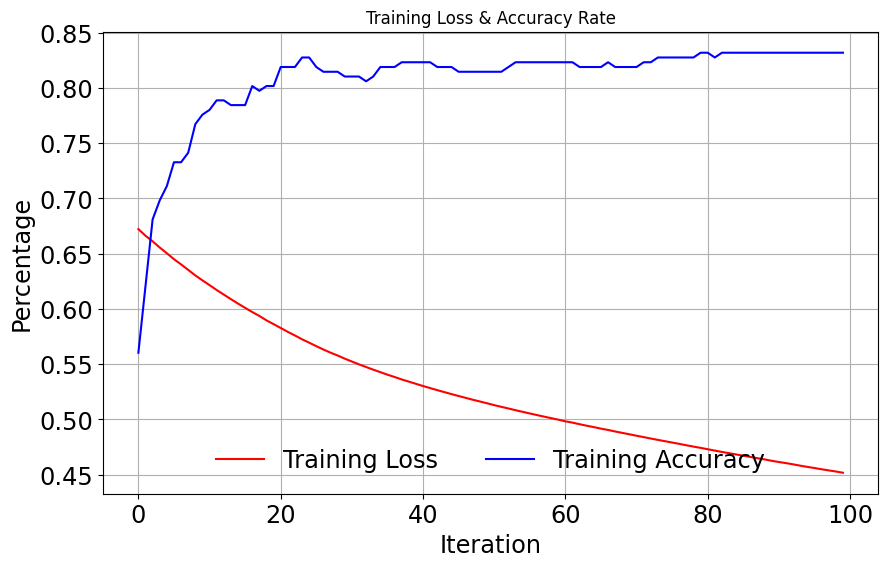 Training Loss & Accuracy Rate
0.85
0.80
0.75
0.70
0.65
0.60
0.55
0.50
0.45
Percentage
Training Loss Training Accuracy
0 20 40 60 80 100
Iteration